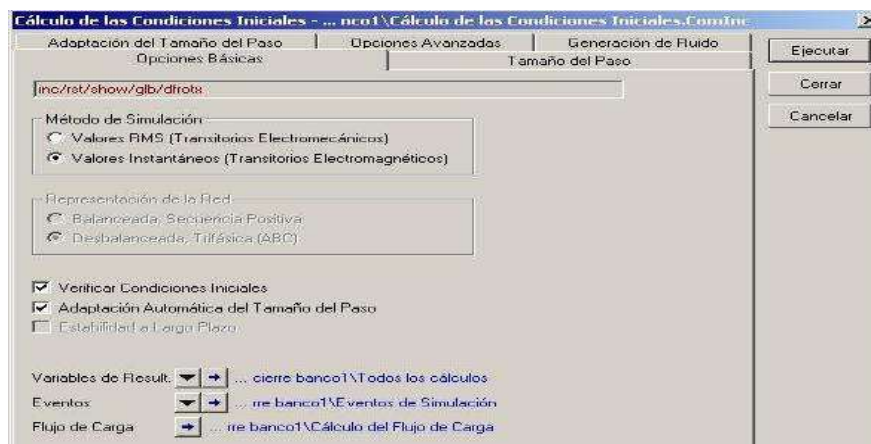 Cálculo de las Condiciones Iniciales - ... nco1\Cálculo de las Condiciones Iniciales.ComInc
Adaptación del Tamaño del Paso
Opciones Avanzadas
Generación de Ruido
Opciones Básicas
Tamaño del Paso
Ejecutar
Cerrar
Cancelar
inc/rst/show/glb/dfrotx
Método de Simulación
Valores RMS (Transitorios Electromecánicos)
Valores Instantáneos (Transitorios Electromagnéticos)
Representación de la Red
Balanceada, Secuencia Positiva
Desbalanceada, Trifásica (ABC)
Verificar Condiciones Iniciales
Adaptación Automática del Tamaño del Paso
Estabilidad a Largo Plazo
Variables de Result. ... cierre banco1\Todos los cálculos
Eventos ... rre banco1\Eventos de Simulación
Flujo de Carga ... rre banco1\Cálculo del Flujo de Carga